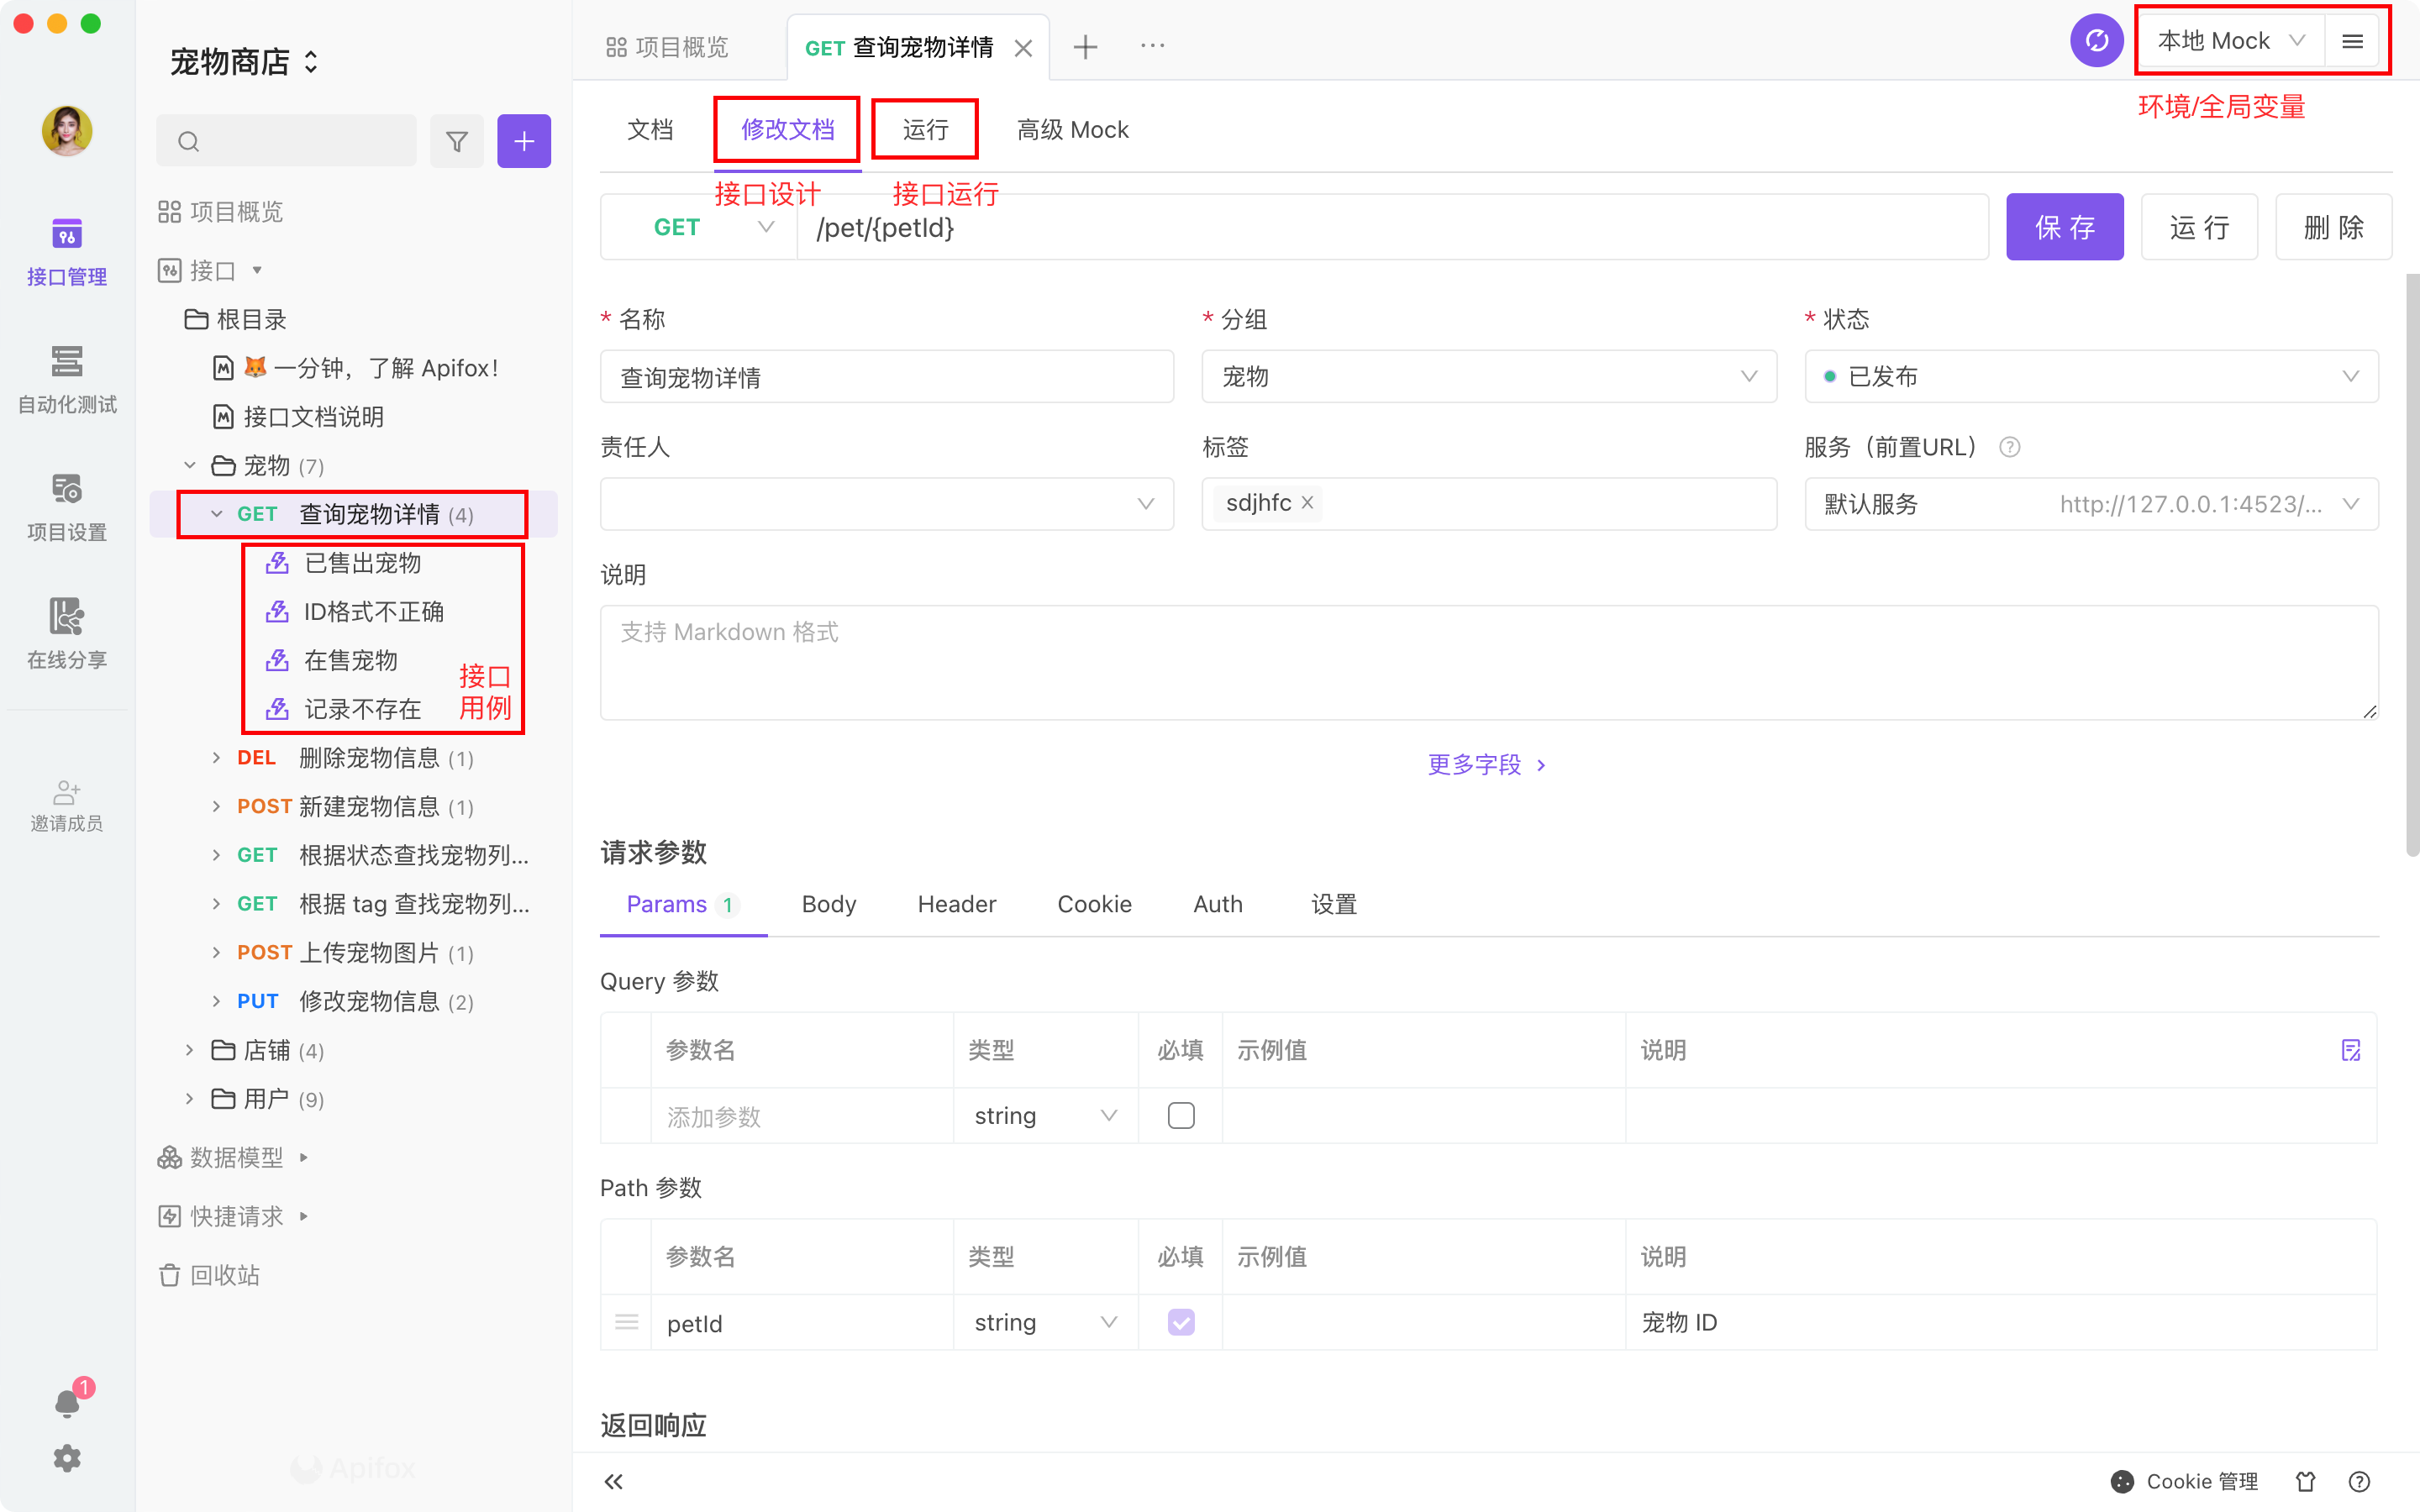 宠物商店
项目概览
GET 查询宠物详情
本地 Mock
环境/全局变量
文档
修改文档
运行
高级 Mock
接口设计
接口运行
接口管理
自动化测试
项目设置
在线分享
邀请成员
1
项目概览
接口
根目录
一分钟，了解 Apifox！
接口文档说明
宠物 (7)
GET 查询宠物详情 (4)
已售出宠物
ID格式不正确
在售宠物
记录不存在
接口
用例
DEL 删除宠物信息 (1)
POST 新建宠物信息 (1)
GET 根据状态查找宠物列...
GET 根据 tag 查找宠物列...
POST 上传宠物图片 (1)
PUT 修改宠物信息 (2)
店铺 (4)
用户 (9)
数据模型
快捷请求
回收站
Apifox
GET /pet/{petId}
保 存
运 行
删 除
* 名称
* 分组
* 状态
查询宠物详情
宠物
已发布
责任人
标签
服务（前置URL）
sdjhfc
默认服务 http://127.0.0.1:4523/...
说明
支持 Markdown 格式
更多字段
请求参数
Params 1
Body
Header
Cookie
Auth
设置
Query 参数
参数名 类型 必填 示例值 说明
添加参数 string
Path 参数
参数名 类型 必填 示例值 说明
petId string 宠物 ID
返回响应
Cookie 管理